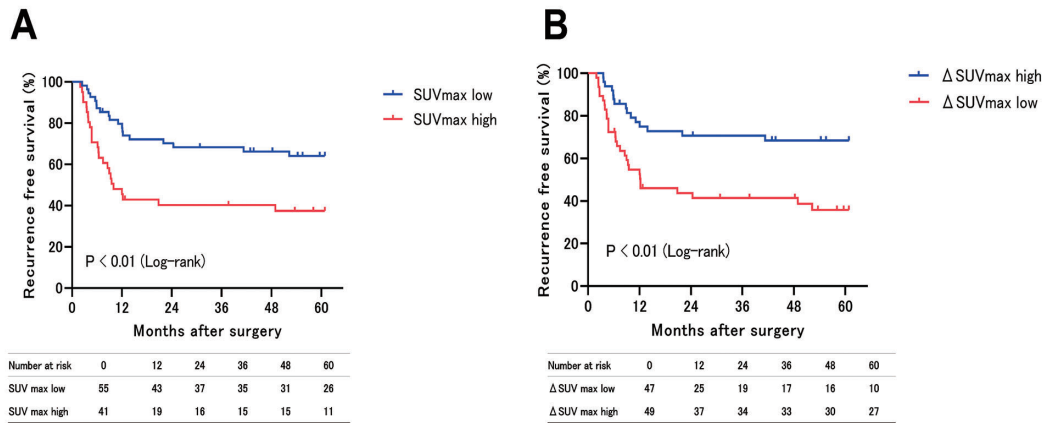 A
Recurrence free survival (%)
100
80
60
40
20
0
0 12 24 36 48 60
Months after surgery
P < 0.01 (Log-rank)
SUVmax low
SUVmax high
Number at risk 0 12 24 36 48 60
SUV max low 55 43 37 35 31 26
SUV max high 41 19 16 15 15 11
B
Recurrence free survival (%)
100
80
60
40
20
0
0 12 24 36 48 60
Months after surgery
P < 0.01 (Log-rank)
Δ SUVmax high
Δ SUVmax low
Number at risk 0 12 24 36 48 60
Δ SUV max low 47 25 19 17 16 10
Δ SUV max high 49 37 34 33 30 27